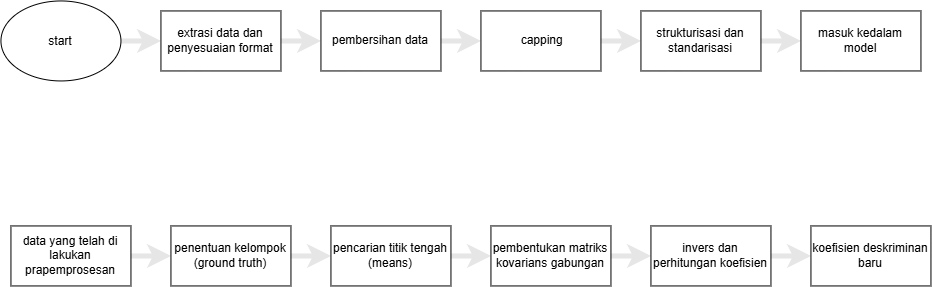 start
extrasi data dan
penyesuaian format
pembersihan data
capping
strukturisasi dan
standarisasi
masuk kedalam
model
data yang telah di
lakukan
prapemprosesan
penentuan kelompok
(ground truth)
pencarian titik tengah
(means)
pembentukan matriks
kovarians gabungan
invers dan
perhitungan koefisien
koefisien deskriminan
baru